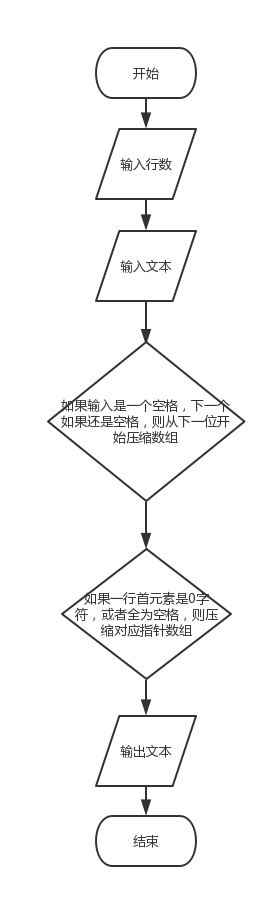 开始
输入行数
输入文本
如果输入是一个空格，下一个
如果还是空格，则从下一位开
始压缩数组
如果一行首元素是0字
符，或者全为空格，则压
缩对应指针数组
输出文本
结束